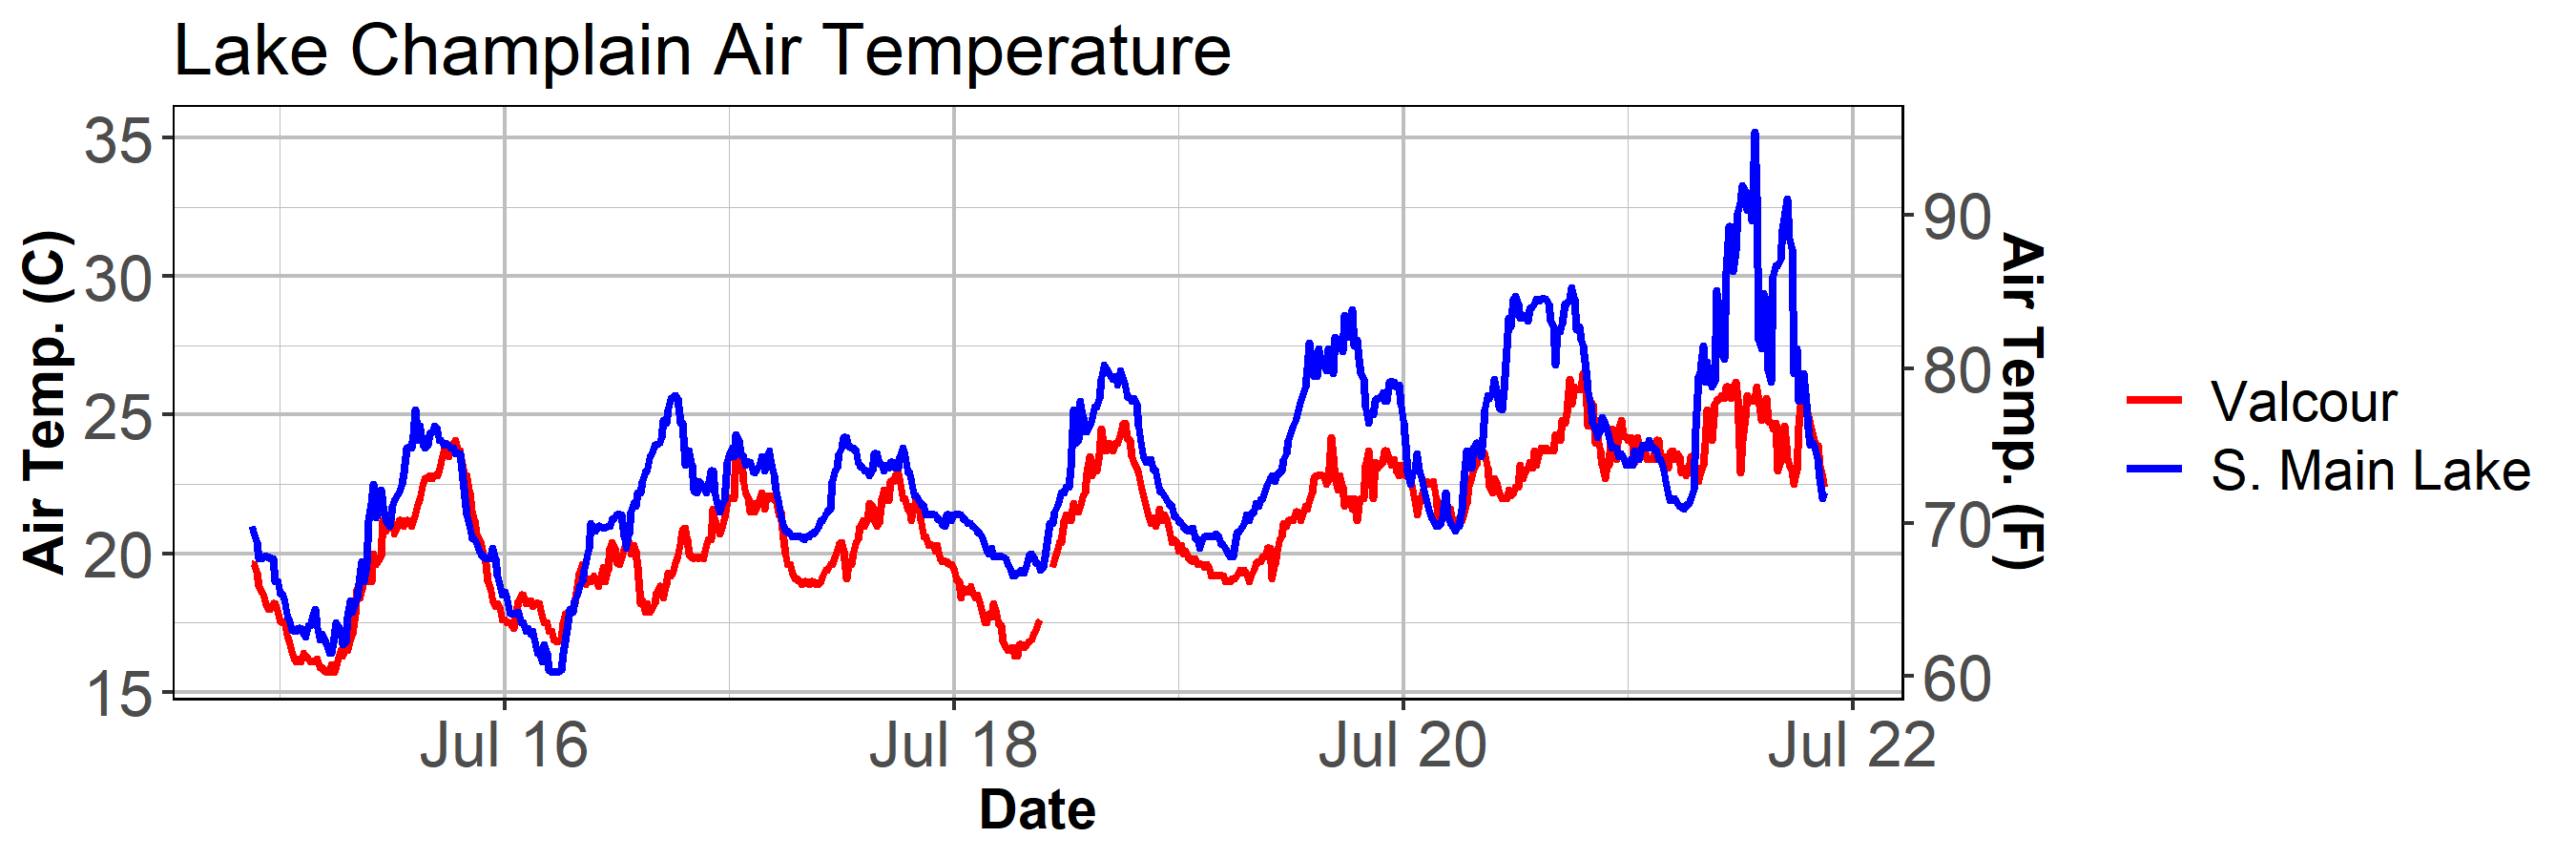 Lake Champlain Air Temperature
Air Temp. (C)
35
30
25
20
15
90
80
70
60
Air Temp. (F)
Jul 16
Jul 18
Jul 20
Jul 22
Date
Valcour
S. Main Lake